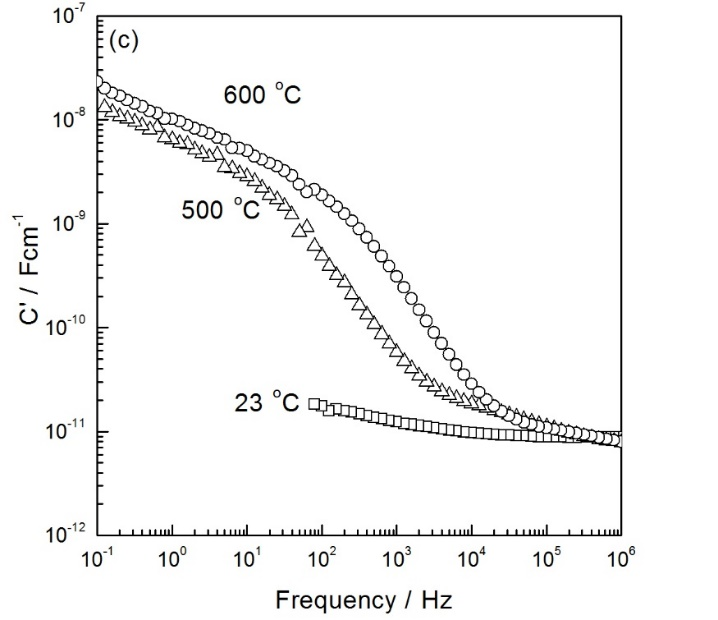 (c)
10⁻⁷
10⁻⁸
10⁻⁹
10⁻¹⁰
10⁻¹¹
10⁻¹²
C' / Fcm⁻¹
600 °C
500 °C
23 °C
10⁻¹ 10⁰ 10¹ 10² 10³ 10⁴ 10⁵ 10⁶
Frequency / Hz